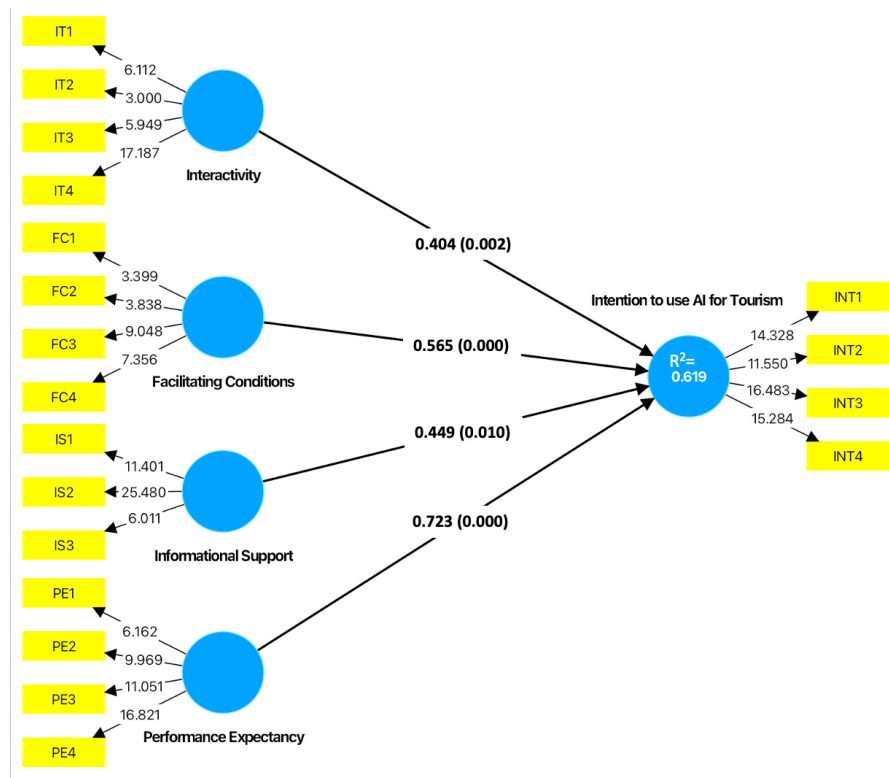 IT1
6.112
IT2
3.000
IT3
5.949
IT4
17.187
Interactivity
0.404 (0.002)
FC1
3.399
FC2
3.838
FC3
9.048
FC4
7.356
Facilitating Conditions
0.565 (0.000)
IS1
11.401
IS2
25.480
IS3
6.011
Informational Support
0.449 (0.010)
PE1
6.162
PE2
9.969
PE3
11.051
PE4
16.821
Performance Expectancy
0.723 (0.000)
Intention to use AI for Tourism
R²=
0.619
INT1
14.328
INT2
11.550
INT3
16.483
INT4
15.284